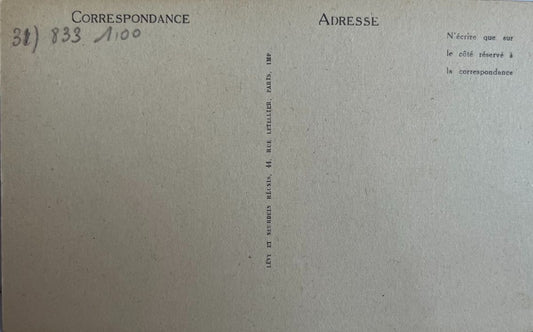 CORRESPONDANCE
ADRESSE
31) 833 1.00
N'écrire que sur
le côté réservé à
la correspondance
LÉVY ET NEURDEIN RÉUNIS, 44, RUE LETELLIER, PARIS, IMP.